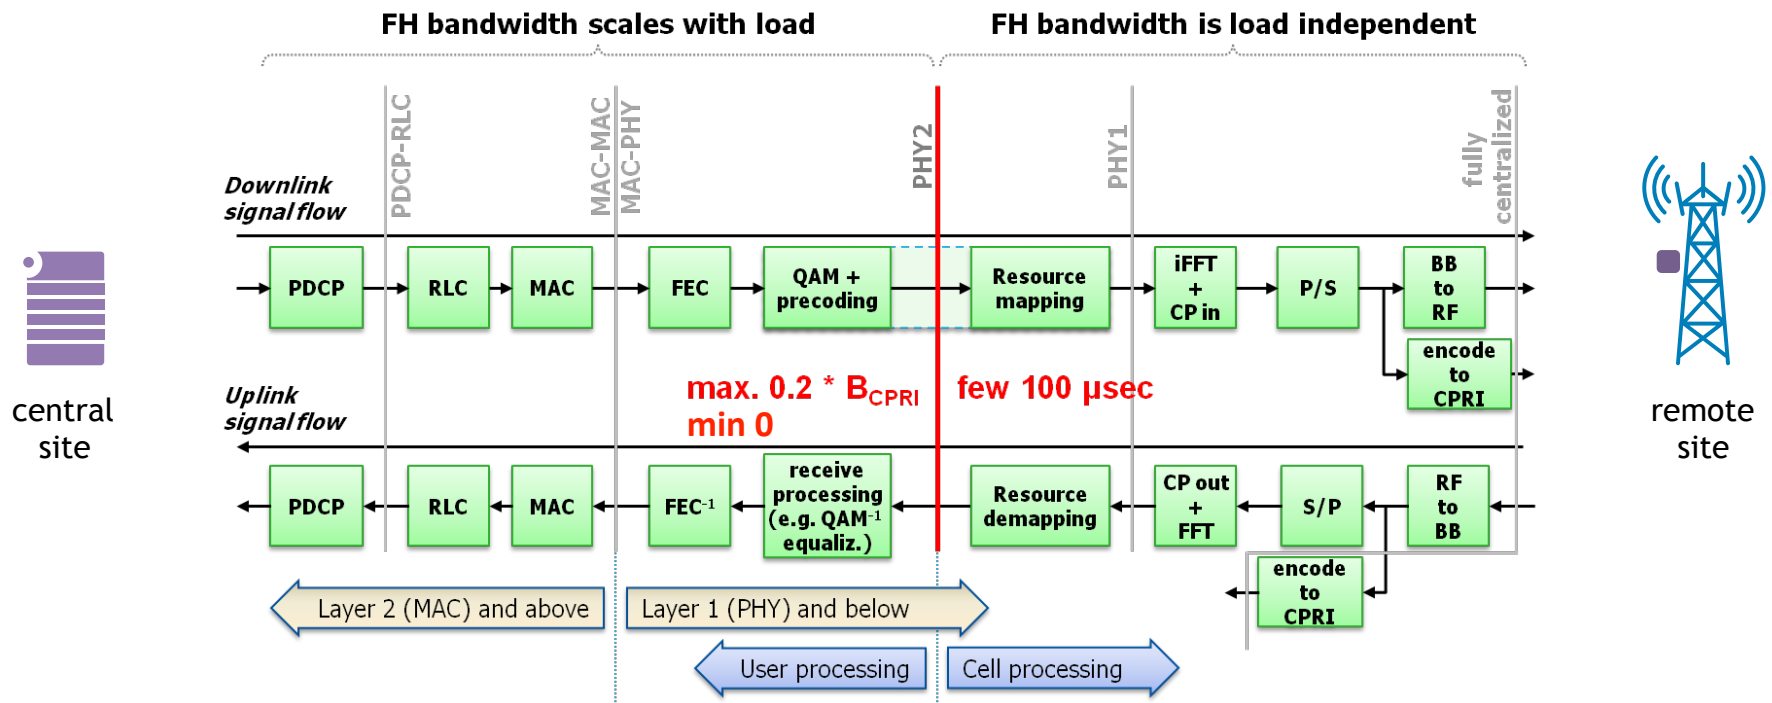 FH bandwidth scales with load
FH bandwidth is load independent
PDCP-RLC
MAC-MAC
MAC-PHY
PHY2
PHY1
fully
centralized
Downlink
signal flow
PDCP
RLC
MAC
FEC
QAM +
precoding
Resource
mapping
iFFT
+
CP in
P/S
BB
to
RF
encode
to
CPRI
max. 0.2 * BCPRI
min 0
few 100 µsec
central
site
remote
site
Uplink
signal flow
PDCP
RLC
MAC
FEC-1
receive
processing
(e.g. QAM-1
equaliz.)
Resource
demapping
CP out
+
FFT
S/P
RF
to
BB
encode
to
CPRI
Layer 2 (MAC) and above
Layer 1 (PHY) and below
User processing
Cell processing